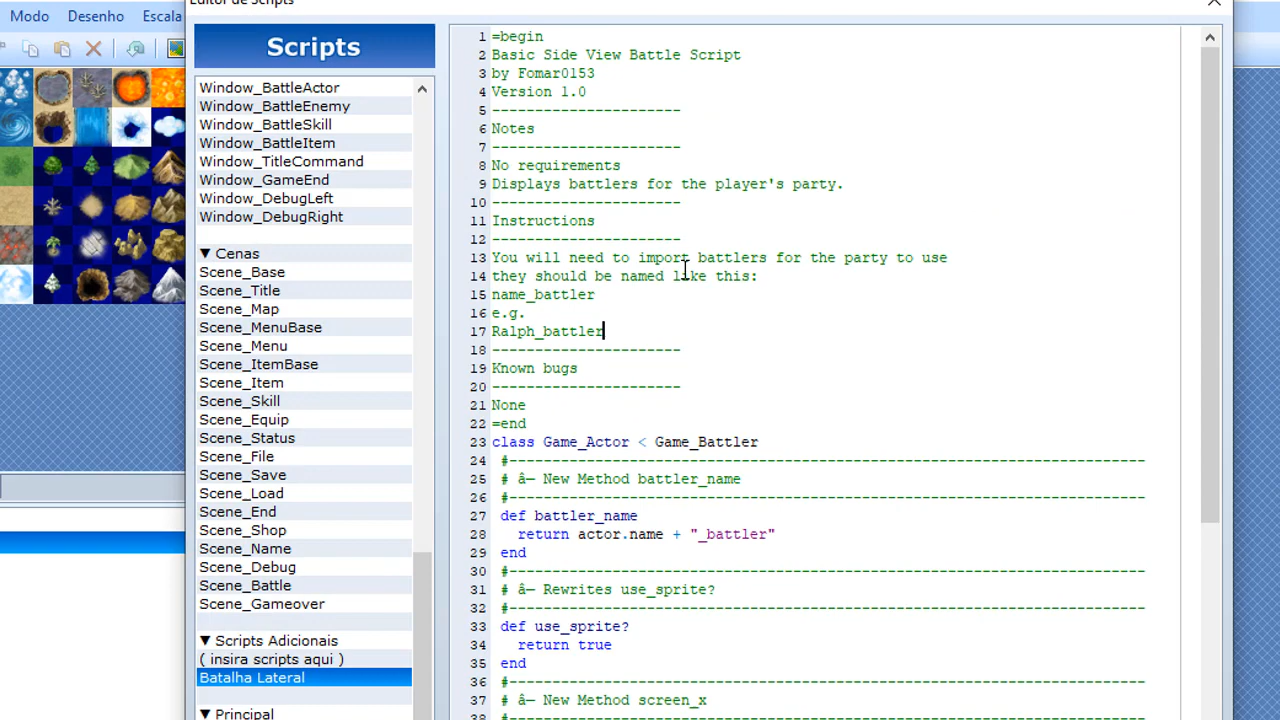 Editor de Scripts
Modo Desenho Escala
Scripts
Window_BattleActor
Window_BattleEnemy
Window_BattleSkill
Window_BattleItem
Window_TitleCommand
Window_GameEnd
Window_DebugLeft
Window_DebugRight
▼ Cenas
Scene_Base
Scene_Title
Scene_Map
Scene_MenuBase
Scene_Menu
Scene_ItemBase
Scene_Item
Scene_Skill
Scene_Equip
Scene_Status
Scene_File
Scene_Save
Scene_Load
Scene_End
Scene_Shop
Scene_Name
Scene_Debug
Scene_Battle
Scene_Gameover
▼ Scripts Adicionais
( insira scripts aqui )
Batalha Lateral
▼ Principal
1 =begin
2 Basic Side View Battle Script
3 by Fomar0153
4 Version 1.0
5 ----------------------
6 Notes
7 ----------------------
8 No requirements
9 Displays battlers for the player's party.
10 ----------------------
11 Instructions
12 ----------------------
13 You will need to import battlers for the party to use
14 they should be named like this:
15 name_battler
16 e.g.
17 Ralph_battler
18 ----------------------
19 Known bugs
20 ----------------------
21 None
22 =end
23 class Game_Actor < Game_Battler
24 #--------------------------------------------------------------------------
25 # â— New Method battler_name
26 #--------------------------------------------------------------------------
27 def battler_name
28 return actor.name + "_battler"
29 end
30 #--------------------------------------------------------------------------
31 # â— Rewrites use_sprite?
32 #--------------------------------------------------------------------------
33 def use_sprite?
34 return true
35 end
36 #--------------------------------------------------------------------------
37 # â— New Method screen_x
38 #--------------------------------------------------------------------------